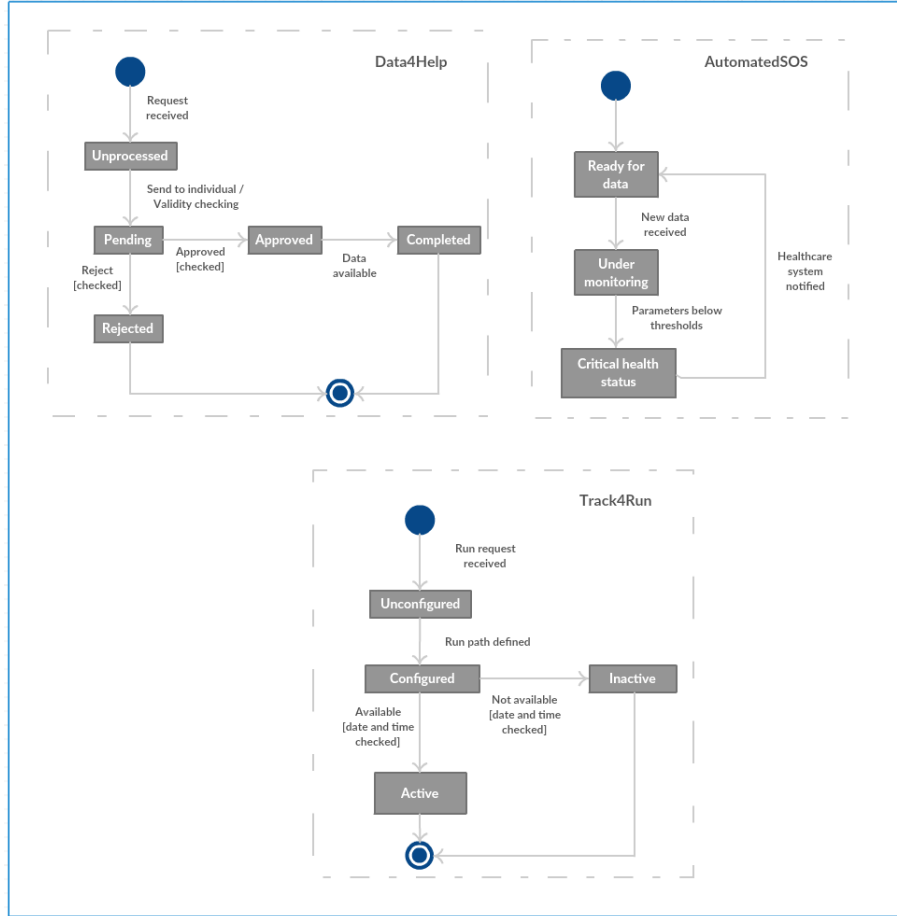 Data4Help
Request
received
Unprocessed
Send to individual /
Validity checking
Pending
Approved
[checked]
Approved
Data
available
Completed
Reject
[checked]
Rejected
AutomatedSOS
Ready for
data
New data
received
Under
monitoring
Healthcare
system
notified
Parameters below
thresholds
Critical health
status
Track4Run
Run request
received
Unconfigured
Run path defined
Configured
Inactive
Available
[date and time
checked]
Not available
[date and time
checked]
Active